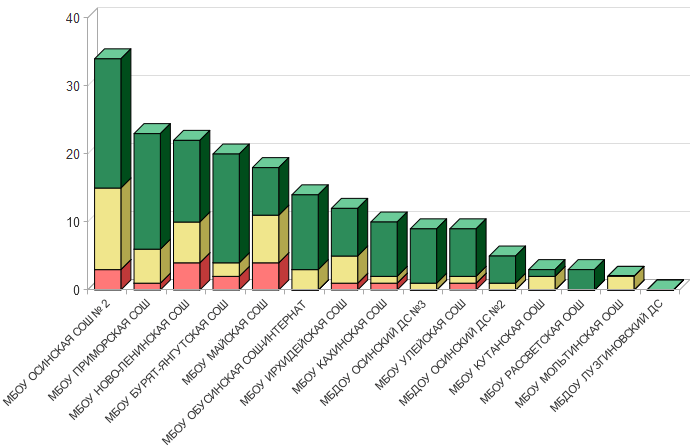 40
30
20
10
0
МБОУ ОСИНСКАЯ СОШ № 2
МБОУ ПРИМОРСКАЯ СОШ
МБОУ НОВО-ЛЕНИНСКАЯ СОШ
МБОУ БУРЯТ-ЯНГУТСКАЯ СОШ
МБОУ МАЙСКАЯ СОШ
МБОУ ОБУСИНСКАЯ СОШ-ИНТЕРНАТ
МБОУ ИРХИДЕЙСКАЯ СОШ
МБОУ КАХИНСКАЯ СОШ
МБДОУ ОСИНСКИЙ ДС №3
МБОУ УЛЕЙСКАЯ СОШ
МБДОУ ОСИНСКИЙ ДС №2
МБОУ КУТАНСКАЯ ООШ
МБОУ РАССВЕТСКАЯ ООШ
МБОУ МОЛЬТИНСКАЯ ООШ
МБДОУ ЛУЗГИНОВСКИЙ ДС